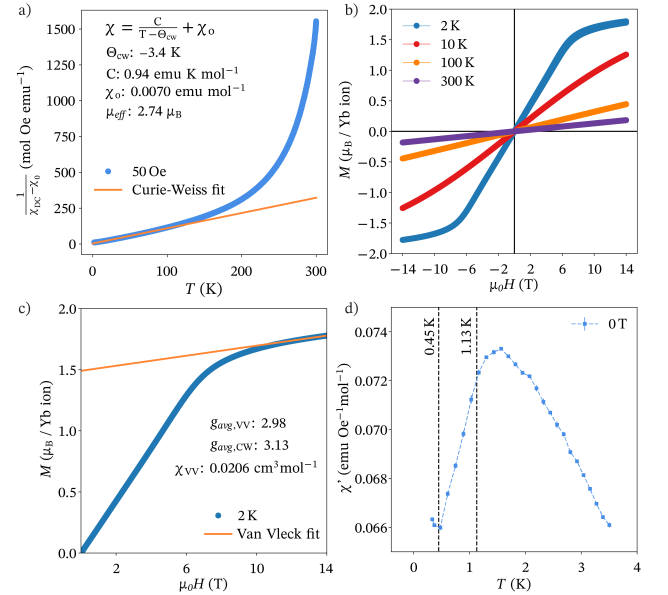 a)
χ = C / (T − Θcw) + χo
Θcw: −3.4 K
C: 0.94 emu K mol−1
χo: 0.0070 emu mol−1
μeff: 2.74 μB
50 Oe
Curie-Weiss fit
1 / (χDC−χ0) (mol Oe emu−1)
1500
1250
1000
750
500
250
0
0
100
200
300
T (K)
b)
2 K
10 K
100 K
300 K
M (μB / Yb ion)
2.0
1.5
1.0
0.5
0.0
−0.5
−1.0
−1.5
−2.0
−14
−10
−6
−2
2
6
10
14
μ0H (T)
c)
gavg,VV: 2.98
gavg,CW: 3.13
χVV: 0.0206 cm3mol−1
2 K
Van Vleck fit
M (μB / Yb ion)
2.0
1.5
1.0
0.5
0.0
2
6
10
14
μ0H (T)
d)
0.45 K
1.13 K
0 T
χ’ (emu Oe−1mol−1)
0.074
0.072
0.070
0.068
0.066
0
1
2
3
4
T (K)